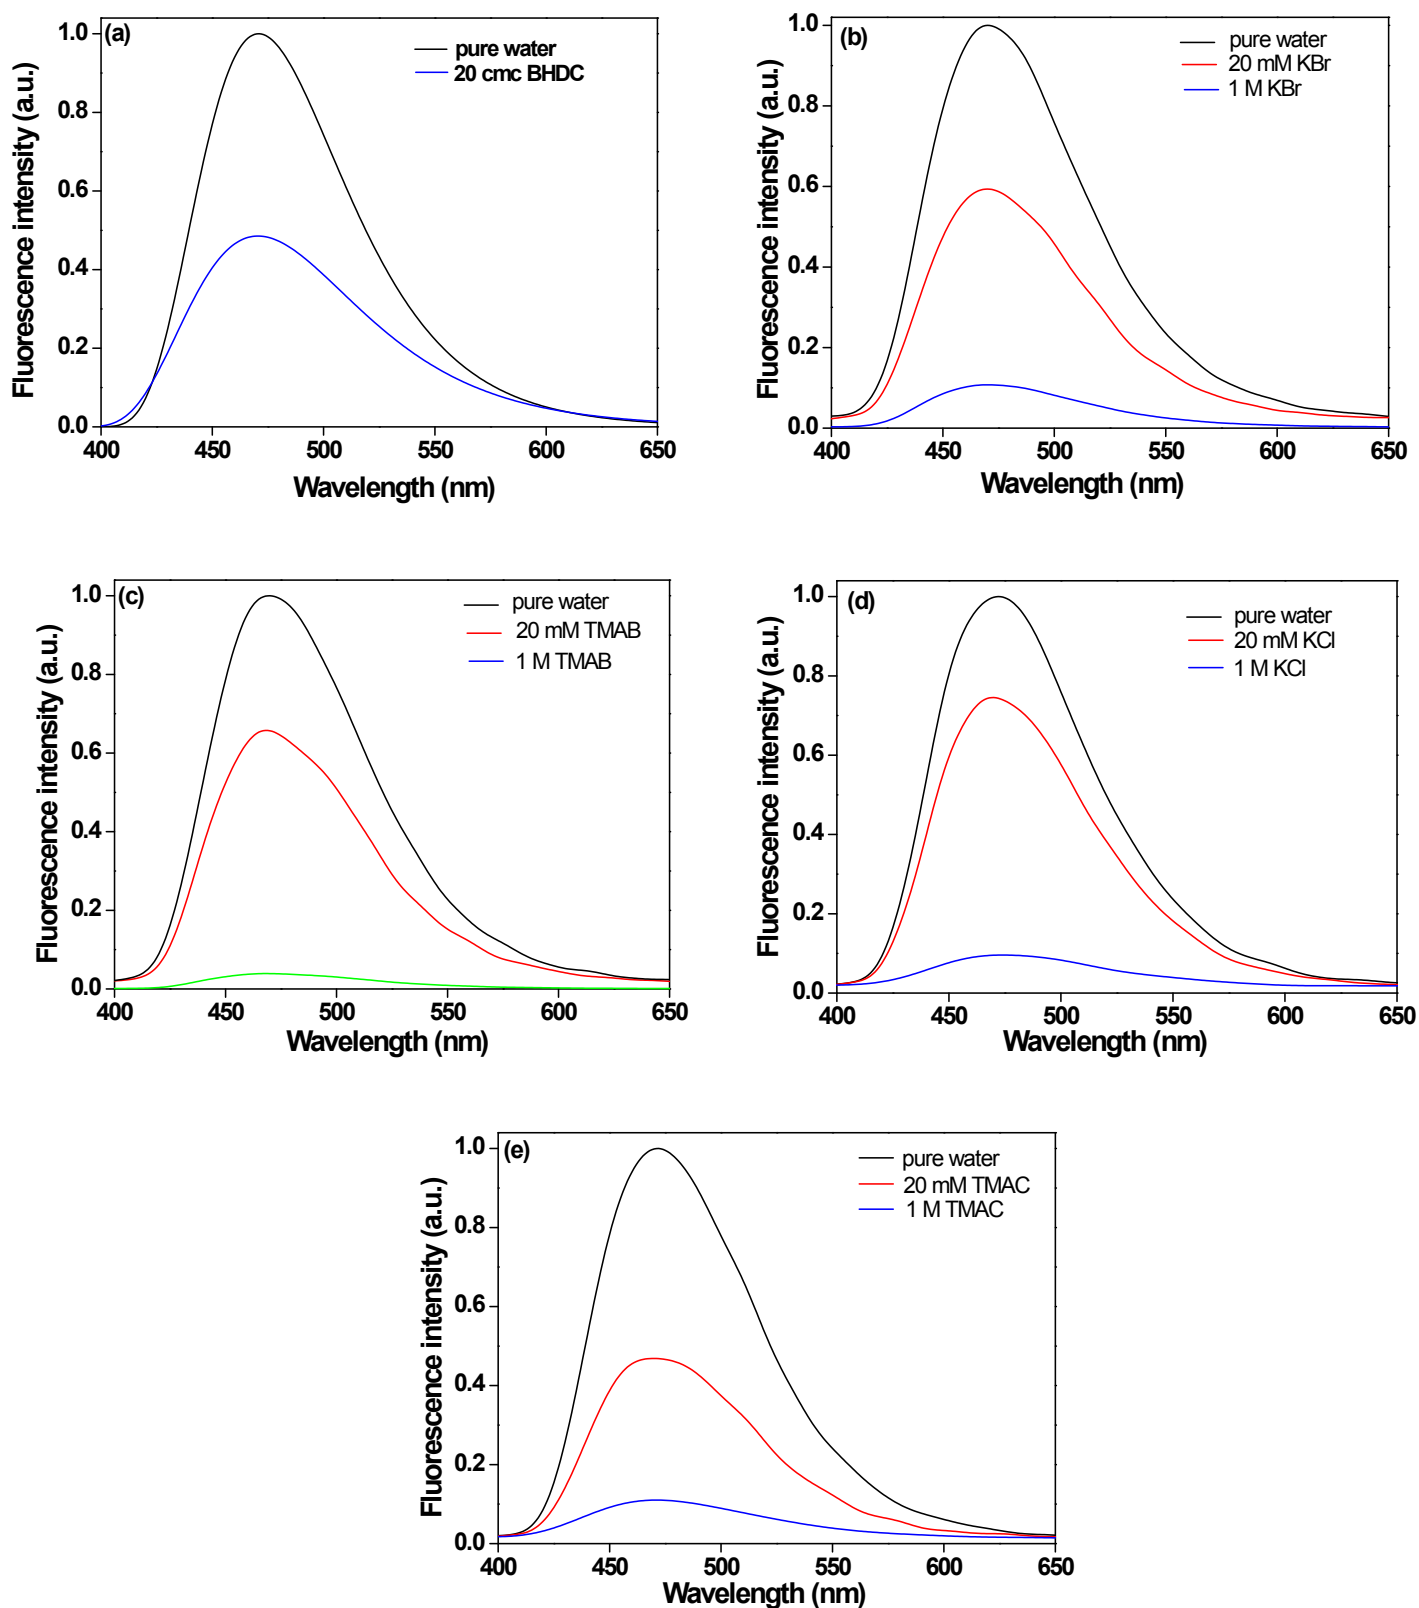 (a)
pure water
20 cmc BHDC
Fluorescence intensity (a.u.)
1.0
0.8
0.6
0.4
0.2
0.0
400 450 500 550 600 650
Wavelength (nm)
(b)
pure water
20 mM KBr
1 M KBr
Fluorescence intensity (a.u.)
1.0
0.8
0.6
0.4
0.2
0.0
400 450 500 550 600 650
Wavelength (nm)
(c)
pure water
20 mM TMAB
1 M TMAB
Fluorescence intensity (a.u.)
1.0
0.8
0.6
0.4
0.2
0.0
400 450 500 550 600 650
Wavelength (nm)
(d)
pure water
20 mM KCl
1 M KCl
Fluorescence intensity (a.u.)
1.0
0.8
0.6
0.4
0.2
0.0
400 450 500 550 600 650
Wavelength (nm)
(e)
pure water
20 mM TMAC
1 M TMAC
Fluorescence intensity (a.u.)
1.0
0.8
0.6
0.4
0.2
0.0
400 450 500 550 600 650
Wavelength (nm)